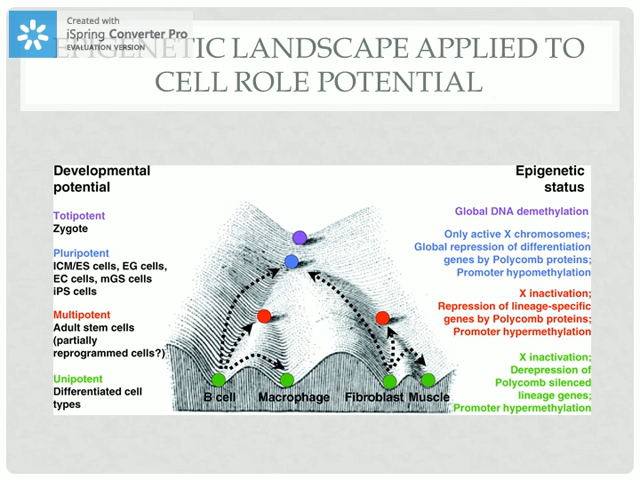 Created with
iSpring Converter Pro
EVALUATION VERSION
EPIGENETIC LANDSCAPE APPLIED TO
CELL ROLE POTENTIAL
Developmental
potential
Totipotent
Zygote
Pluripotent
ICM/ES cells, EG cells,
EC cells, mGS cells
iPS cells
Multipotent
Adult stem cells
(partially
reprogrammed cells?)
Unipotent
Differentiated cell
types
B cell
Macrophage
Fibroblast
Muscle
Epigenetic
status
Global DNA demethylation
Only active X chromosomes;
Global repression of differentiation
genes by Polycomb proteins;
Promoter hypomethylation
X inactivation;
Repression of lineage-specific
genes by Polycomb proteins;
Promoter hypermethylation
X inactivation;
Derepression of
Polycomb silenced
lineage genes;
Promoter hypermethylation